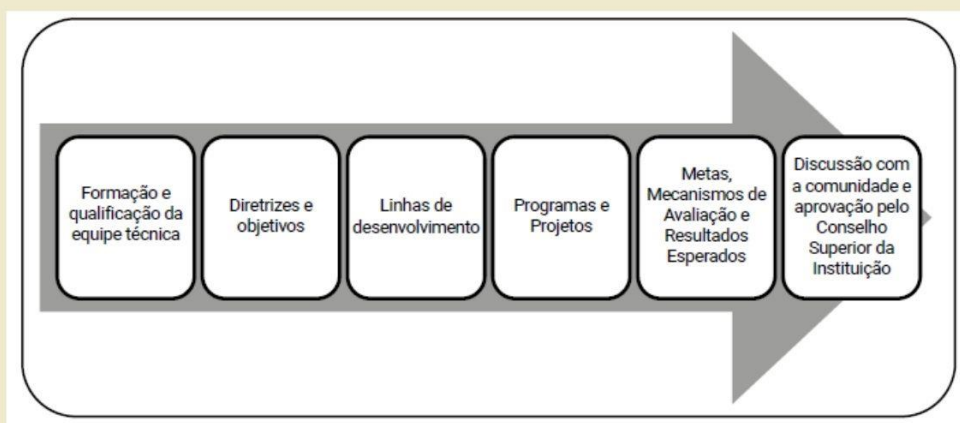 Formação e
qualificação da
equipe técnica
Diretrizes e
objetivos
Linhas de
desenvolvimento
Programas e
Projetos
Metas,
Mecanismos de
Avaliação e
Resultados
Esperados
Discussão com
a comunidade e
aprovação pelo
Conselho
Superior da
Instituição